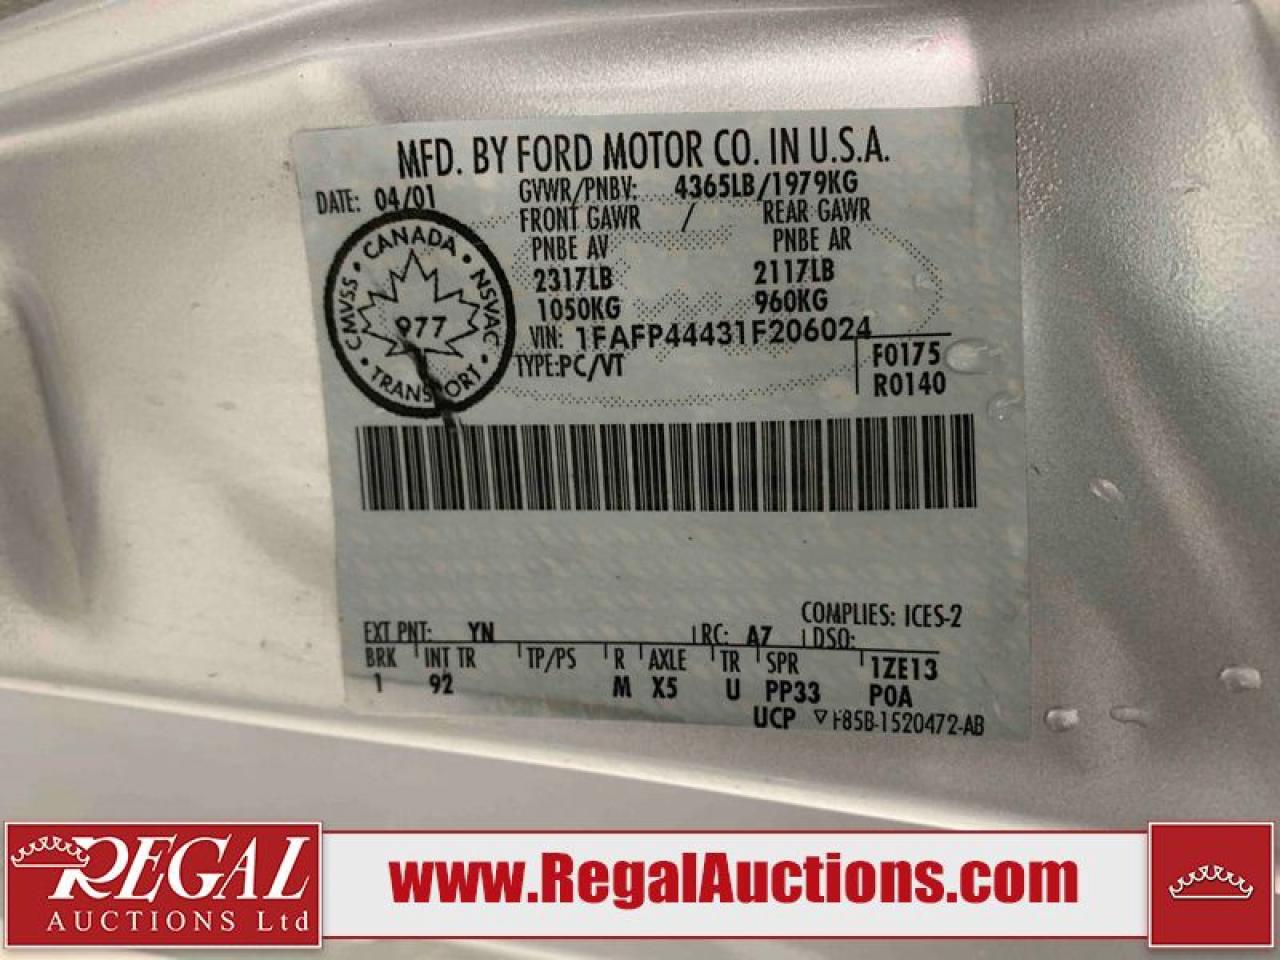 MFD. BY FORD MOTOR CO. IN U.S.A.
DATE: 04/01 GVWR/PNBV: 4365LB/1979KG
FRONT GAWR / REAR GAWR
PNBE AV PNBE AR
2317LB 2117LB
1050KG 960KG
VIN: 1FAFP44431F206024
TYPE:PC/VT F0175
R0140
CANADA • NSVAC • TRANSPORT • CMVSS •
977
COMPLIES: ICES-2
EXT PNT: YN RC: A7 DSO:
BRK INT TR TP/PS R AXLE TR SPR 1ZE13
1 92 M X5 U PP33 P0A
UCP F85B-1520472-AB
REGAL
AUCTIONS Ltd
www.RegalAuctions.com